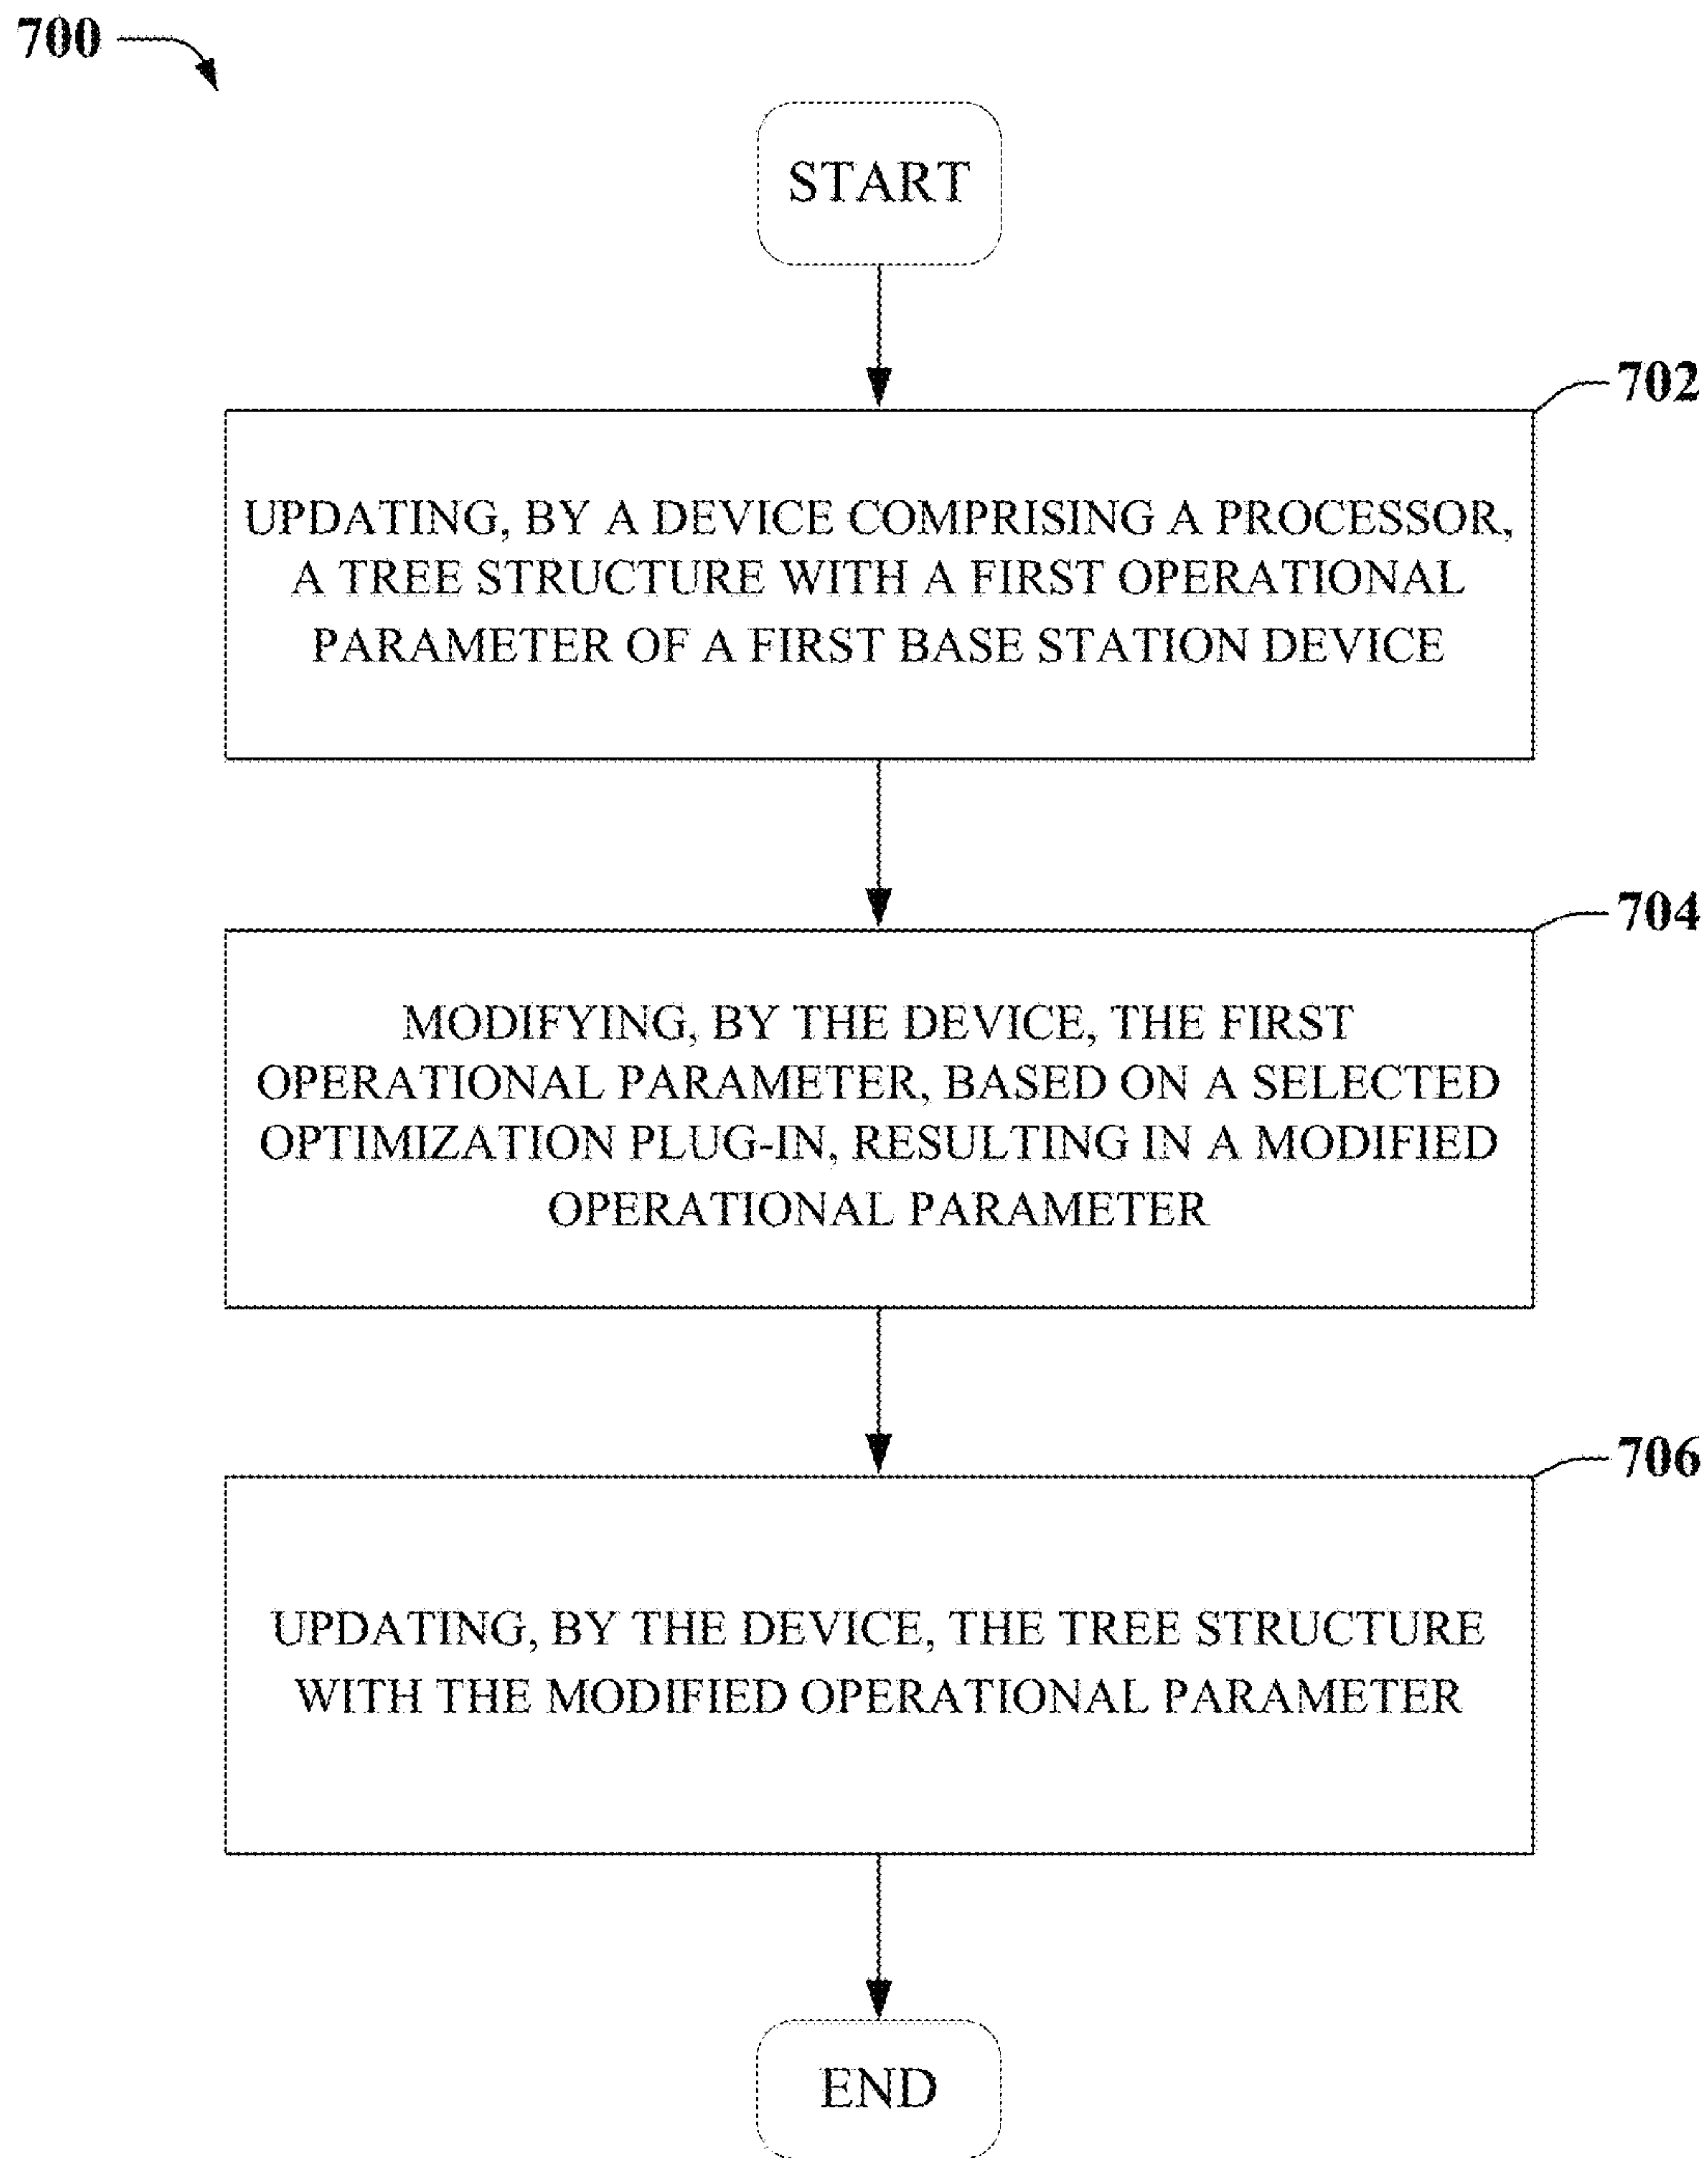 700
START
702
UPDATING, BY A DEVICE COMPRISING A PROCESSOR,
A TREE STRUCTURE WITH A FIRST OPERATIONAL
PARAMETER OF A FIRST BASE STATION DEVICE
704
MODIFYING, BY THE DEVICE, THE FIRST
OPERATIONAL PARAMETER, BASED ON A SELECTED
OPTIMIZATION PLUG-IN, RESULTING IN A MODIFIED
OPERATIONAL PARAMETER
706
UPDATING, BY THE DEVICE, THE TREE STRUCTURE
WITH THE MODIFIED OPERATIONAL PARAMETER
END